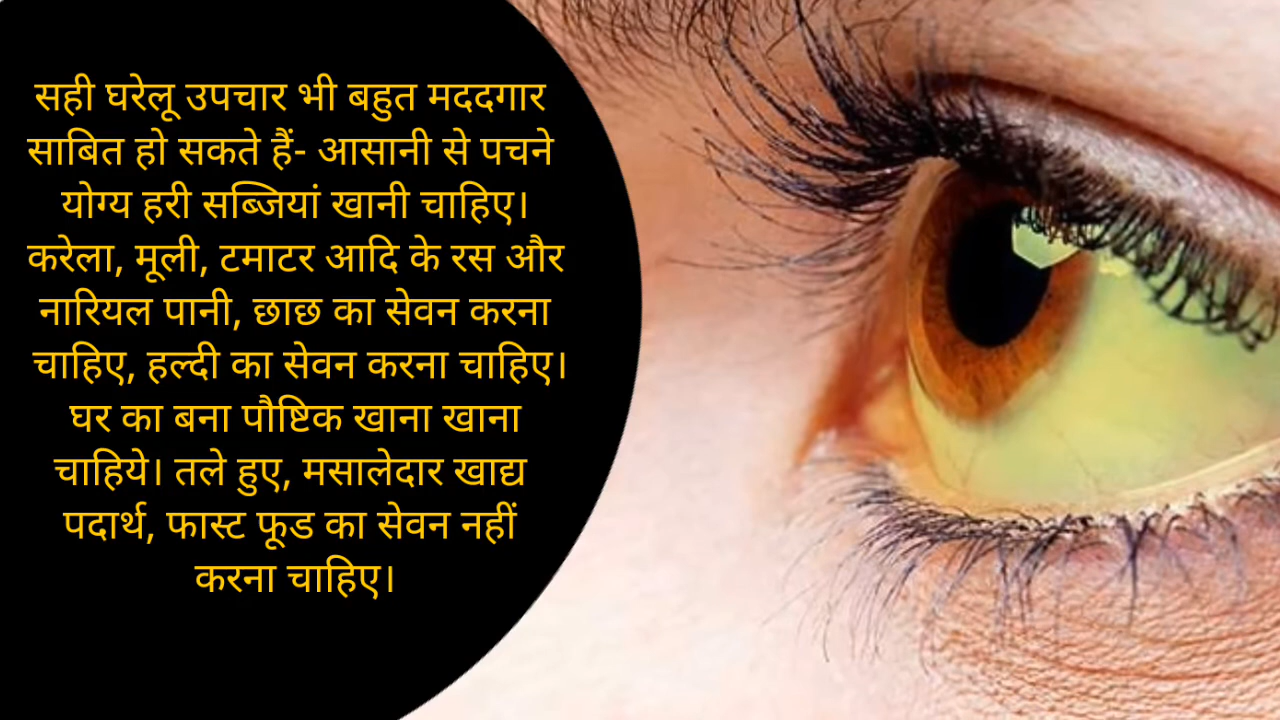 सही घरेलू उपचार भी बहुत मददगार
साबित हो सकते हैं- आसानी से पचने
योग्य हरी सब्जियां खानी चाहिए।
करेला, मूली, टमाटर आदि के रस और
नारियल पानी, छाछ का सेवन करना
चाहिए, हल्दी का सेवन करना चाहिए।
घर का बना पौष्टिक खाना खाना
चाहिये। तले हुए, मसालेदार खाद्य
पदार्थ, फास्ट फूड का सेवन नहीं
करना चाहिए।